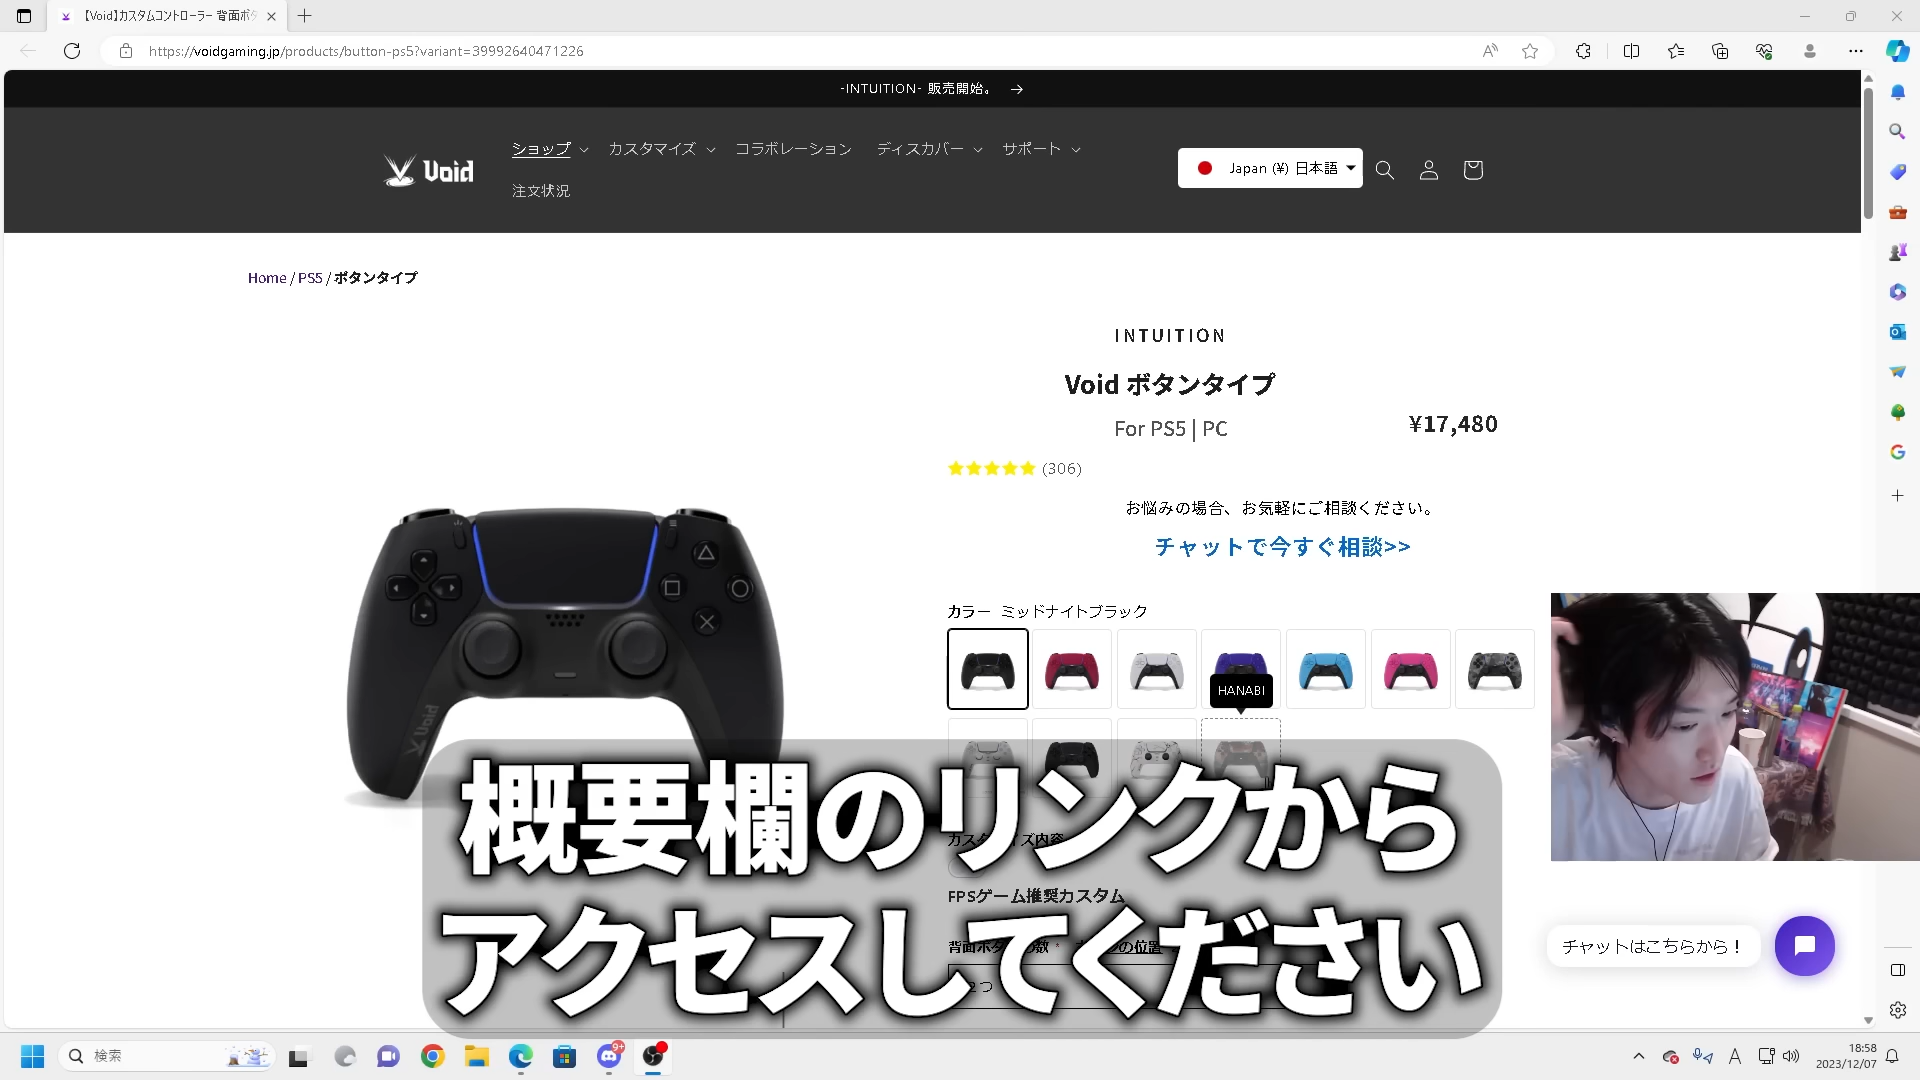 【Void】カスタムコントローラー 背面ボタ
https://voidgaming.jp/products/button-ps5?variant=39992640471226
-INTUITION- 販売開始。 →
Void
ショップ
カスタマイズ
コラボレーション
ディスカバー
サポート
注文状況
Japan (¥) 日本語
Home / PS5 / ボタンタイプ
INTUITION
Void ボタンタイプ
For PS5 | PC
¥17,480
(306)
お悩みの場合、お気軽にご相談ください。
チャットで今すぐ相談>>
カラー ミッドナイトブラック
HANABI
Void
概要欄のリンクから
FPSゲーム推奨カスタム
アクセスしてください
2つ
チャットはこちらから！
検索
9+
A
18:58
2023/12/07